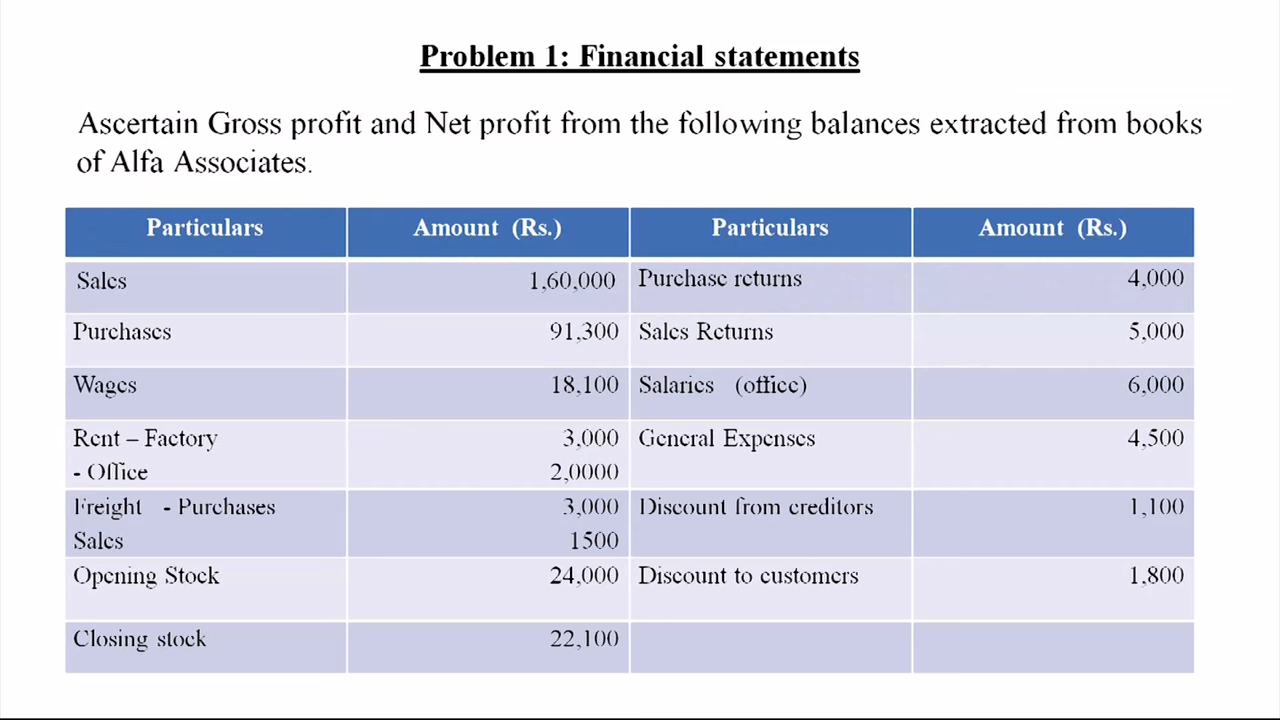 Problem 1: Financial statements
Ascertain Gross profit and Net profit from the following balances extracted from books
of Alfa Associates.
Particulars Amount (Rs.) Particulars Amount (Rs.)
Sales 1,60,000 Purchase returns 4,000
Purchases 91,300 Sales Returns 5,000
Wages 18,100 Salaries (office) 6,000
Rent – Factory 3,000 General Expenses 4,500
- Office 2,0000
Freight - Purchases 3,000 Discount from creditors 1,100
Sales 1500
Opening Stock 24,000 Discount to customers 1,800
Closing stock 22,100